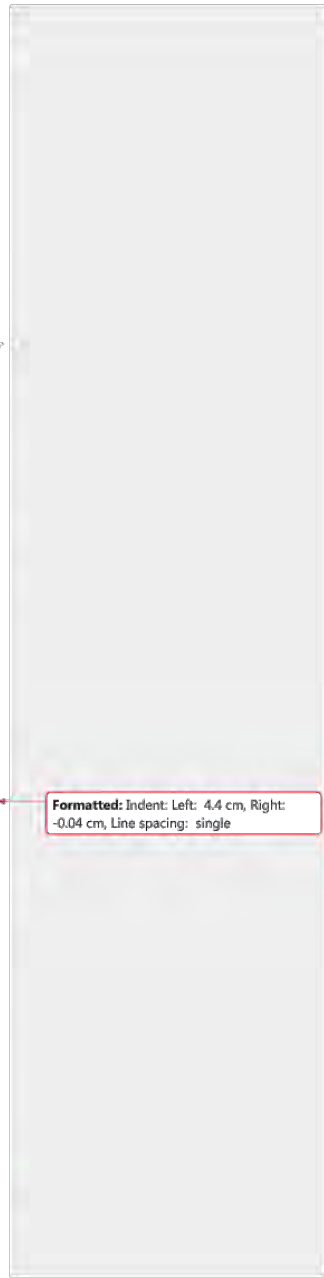 Formatted: Indent: Left:  4.4 cm, Right:
-0.04 cm, Line spacing:  single